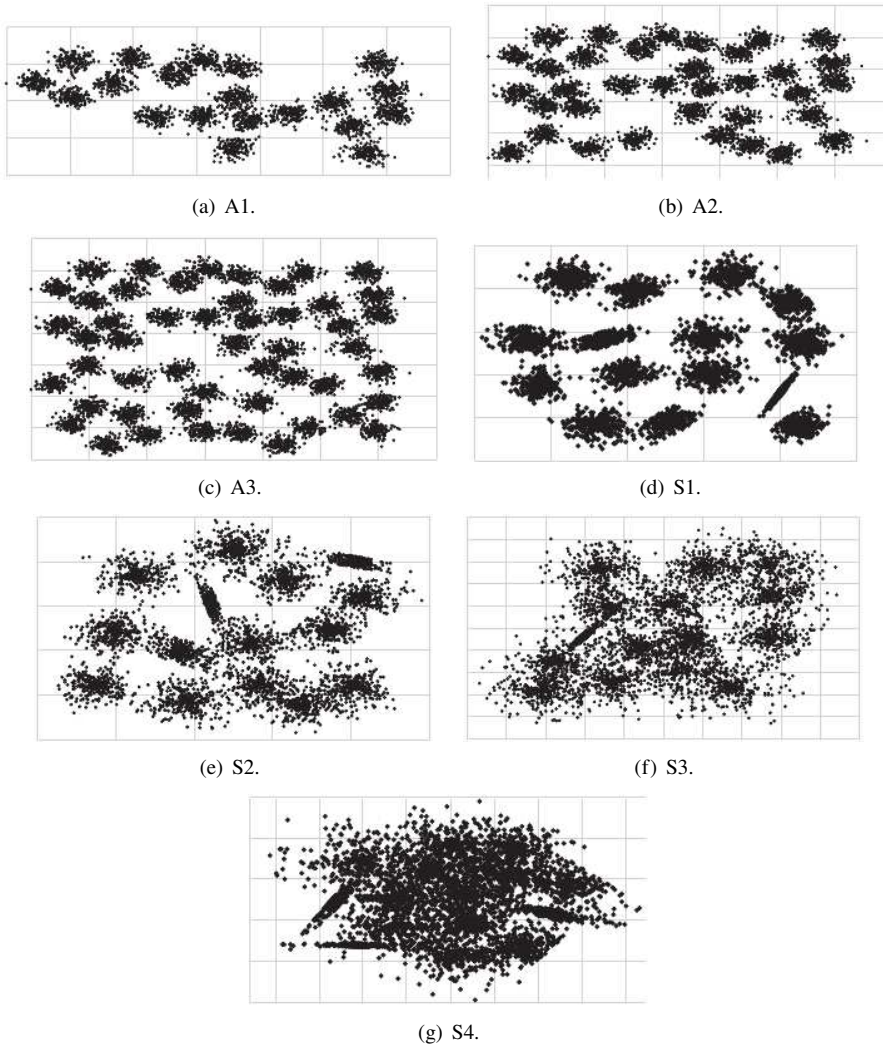 (a) A1.
(b) A2.
(c) A3.
(d) S1.
(e) S2.
(f) S3.
(g) S4.